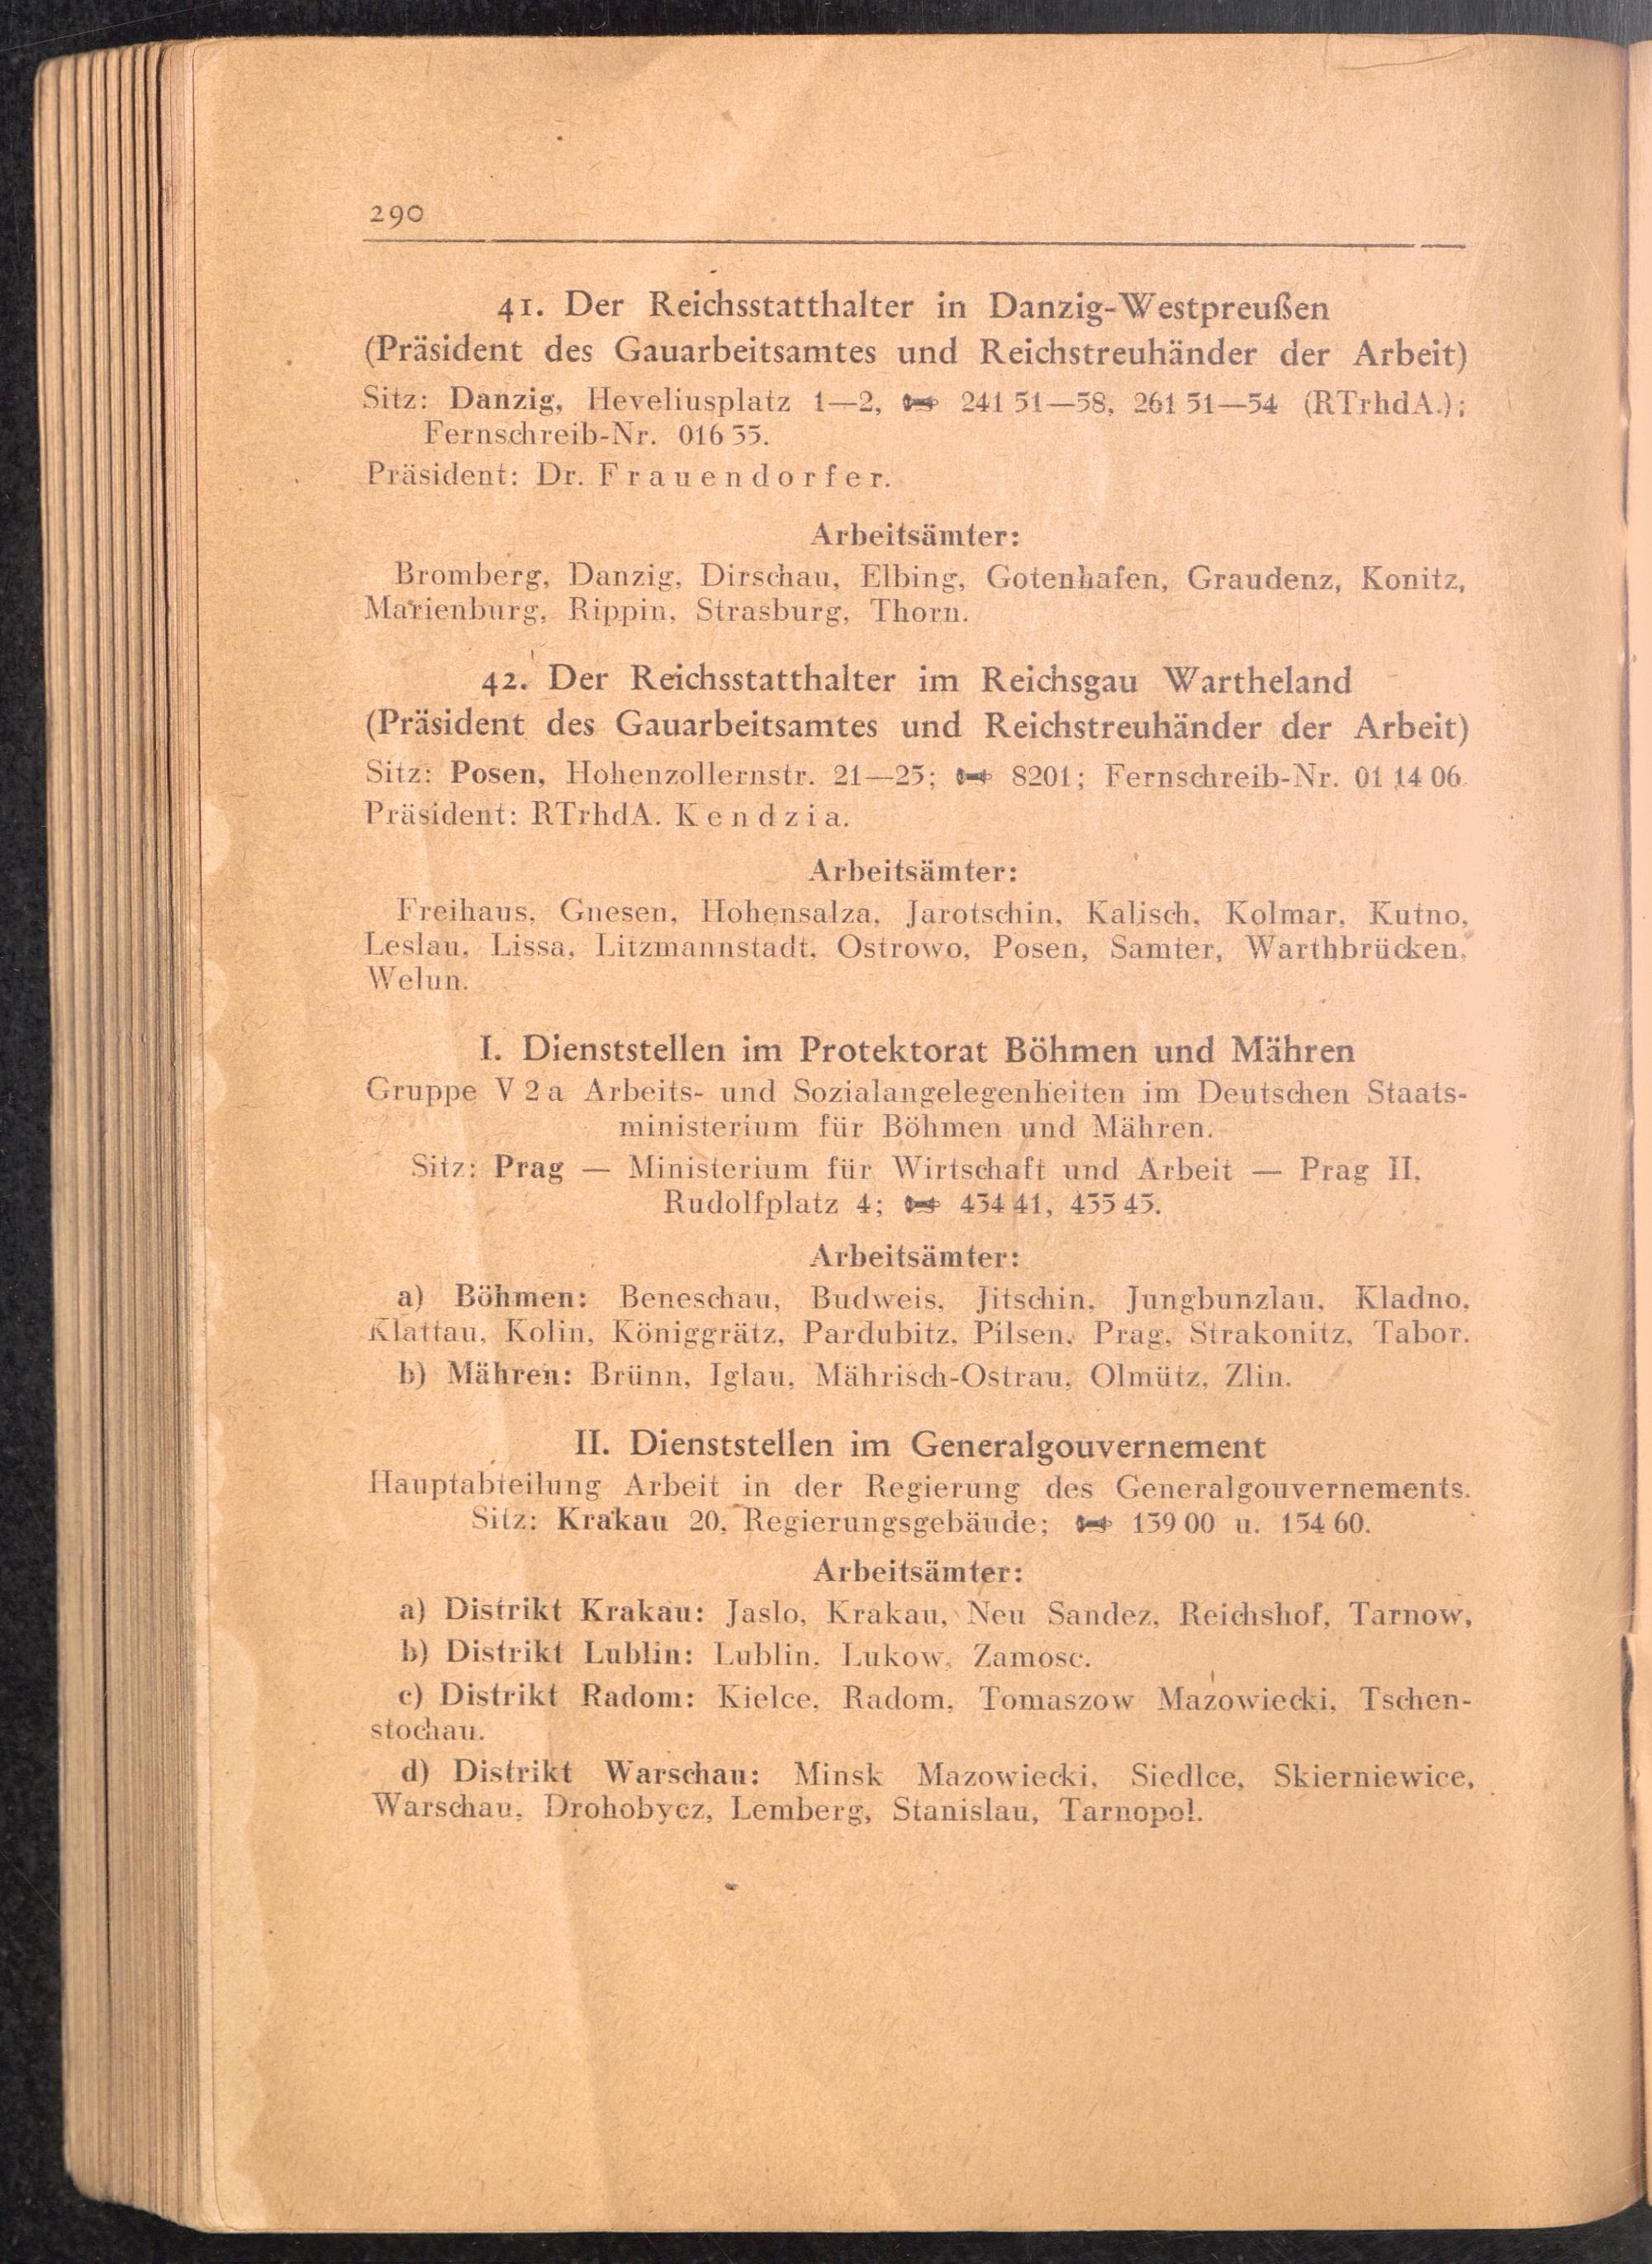 290
41. Der Reichsstatthalter in Danzig-Westpreußen
(Präsident des Gauarbeitsamtes und Reichstreuhänder der Arbeit)
Sitz: Danzig, Heveliusplatz 1—2, 241 51—58, 261 51—54 (RTrhdA.);
Fernschreib-Nr. 016 35.
Präsident: Dr. Frauendorfer.
Arbeitsämter:
Bromberg, Danzig, Dirschau, Elbing, Gotenhafen, Graudenz, Konitz,
Marienburg, Rippin, Strasburg, Thorn.
42. Der Reichsstatthalter im Reichsgau Wartheland
(Präsident des Gauarbeitsamtes und Reichstreuhänder der Arbeit)
Sitz: Posen, Hohenzollernstr. 21—25; 8201; Fernschreib-Nr. 01 14 06.
Präsident: RTrhdA. Kendzia.
Arbeitsämter:
Freihaus, Gnesen, Hohensalza, Jarotschin, Kalisch, Kolmar, Kutno,
Leslau, Lissa, Litzmannstadt, Ostrowo, Posen, Samter, Warthbrücken,
Welun.
I. Dienststellen im Protektorat Böhmen und Mähren
Gruppe V 2 a Arbeits- und Sozialangelegenheiten im Deutschen Staats-
ministerium für Böhmen und Mähren.
Sitz: Prag — Ministerium für Wirtschaft und Arbeit — Prag II,
Rudolfplatz 4; 434 41, 435 45.
Arbeitsämter:
a) Böhmen: Beneschau, Budweis, Jitschin, Jungbunzlau, Kladno,
Klattau, Kolin, Königgrätz, Pardubitz, Pilsen, Prag, Strakonitz, Tabor.
b) Mähren: Brünn, Iglau, Mährisch-Ostrau, Olmütz, Zlin.
II. Dienststellen im Generalgouvernement
Hauptabteilung Arbeit in der Regierung des Generalgouvernements.
Sitz: Krakau 20, Regierungsgebäude; 159 00 u. 154 60.
Arbeitsämter:
a) Distrikt Krakau: Jaslo, Krakau, Neu Sandez, Reichshof, Tarnow,
b) Distrikt Lublin: Lublin, Lukow, Zamosc.
c) Distrikt Radom: Kielce, Radom, Tomaszow Mazowiecki, Tschen-
stochau.
d) Distrikt Warschau: Minsk Mazowiecki, Siedlce, Skierniewice,
Warschau, Drohobycz, Lemberg, Stanislau, Tarnopol.